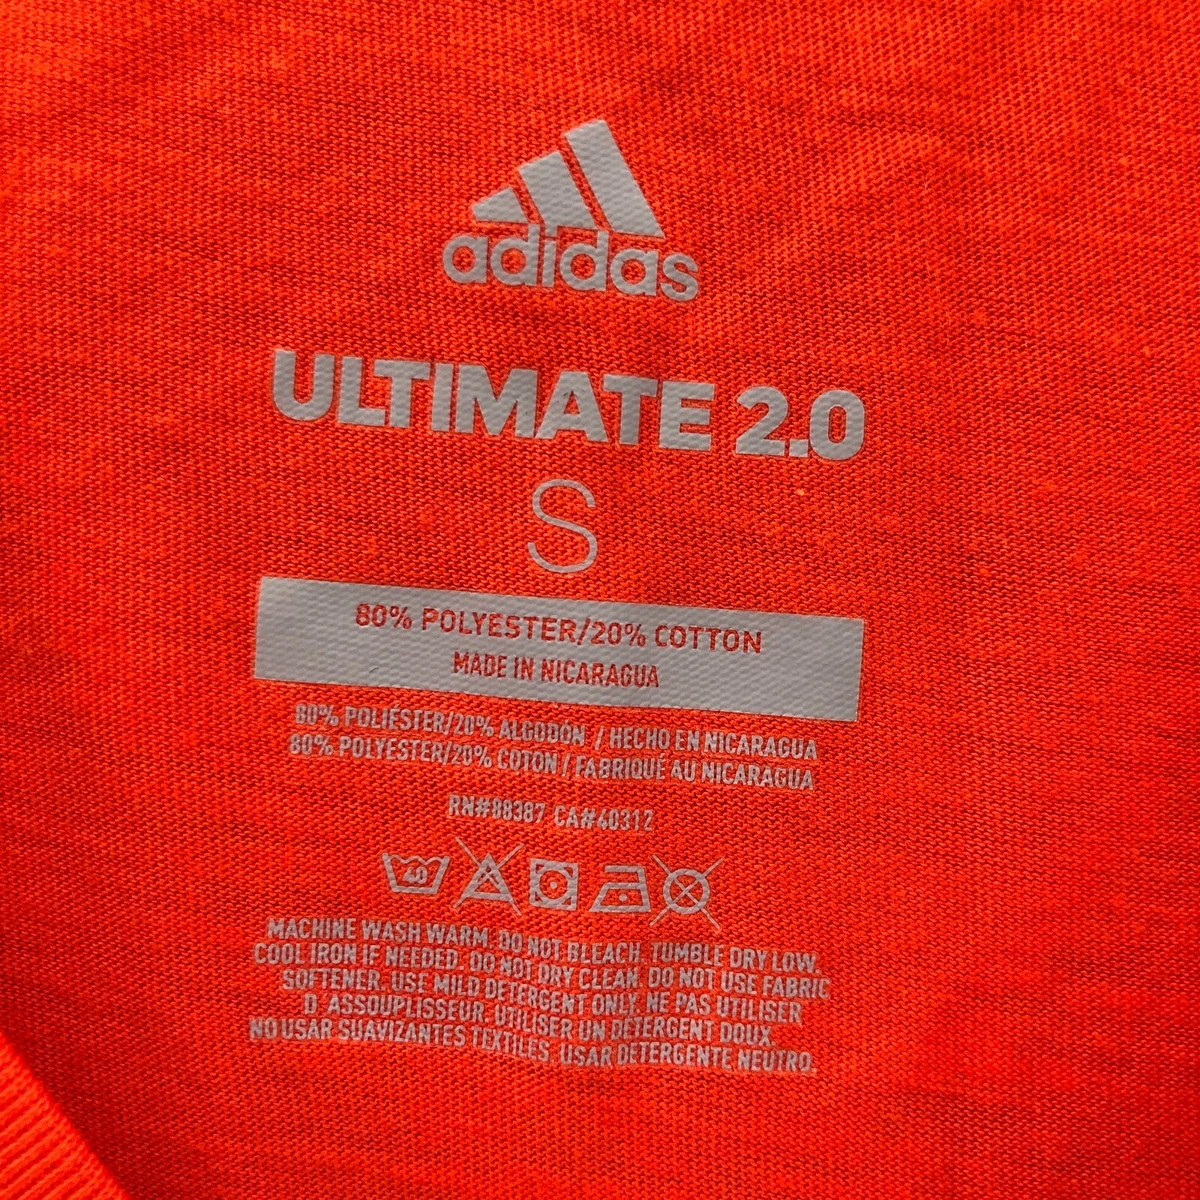 adidas
ULTIMATE 2.0
S
80% POLYESTER/20% COTTON
MADE IN NICARAGUA
80% POLIÉSTER/20% ALGODÓN / HECHO EN NICARAGUA
80% POLYESTER/20% COTON / FABRIQUÉ AU NICARAGUA
RN#88387 CA#40312
40
MACHINE WASH WARM. DO NOT BLEACH. TUMBLE DRY LOW.
COOL IRON IF NEEDED. DO NOT DRY CLEAN. DO NOT USE FABRIC
SOFTENER. USE MILD DETERGENT ONLY. NE PAS UTILISER
D´ASSOUPLISSEUR. UTILISER UN DÉTERGENT DOUX.
NO USAR SUAVIZANTES TEXTILES. USAR DETERGENTE NEUTRO.